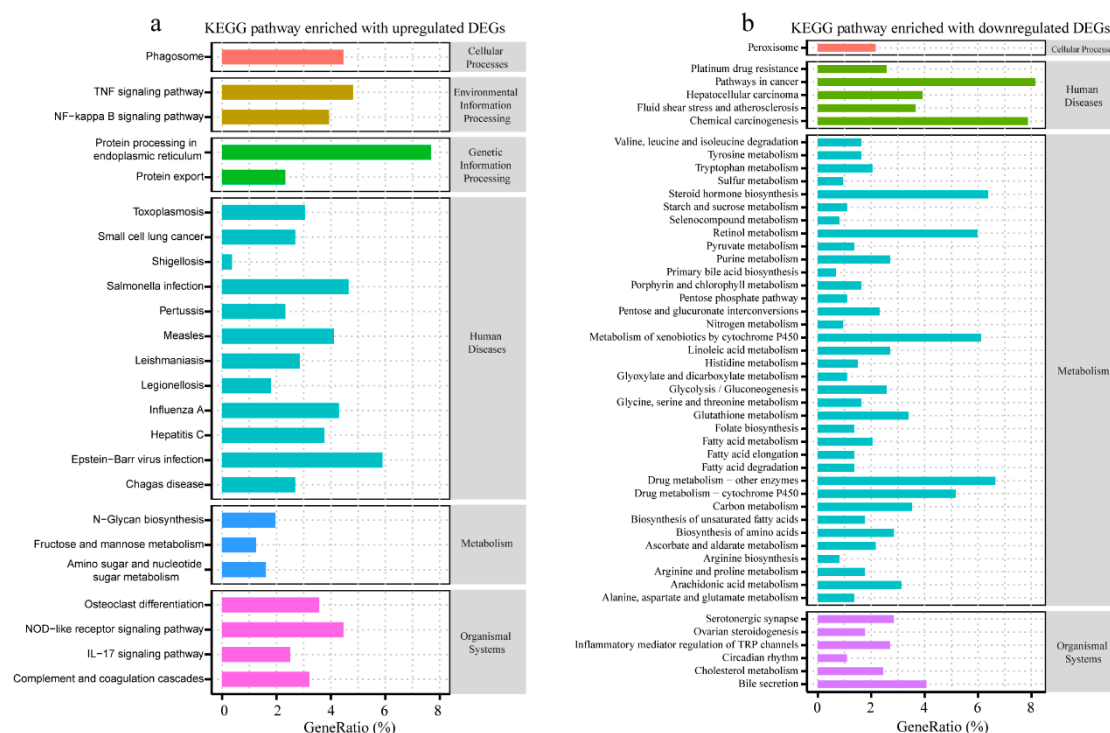 a
KEGG pathway enriched with upregulated DEGs
Phagosome
Cellular
Processes
TNF signaling pathway
NF−kappa B signaling pathway
Environmental
Information
Processing
Protein processing in
endoplasmic reticulum
Protein export
Genetic
Information
Processing
Toxoplasmosis
Small cell lung cancer
Shigellosis
Salmonella infection
Pertussis
Measles
Leishmaniasis
Legionellosis
Influenza A
Hepatitis C
Epstein−Barr virus infection
Chagas disease
Human
Diseases
N−Glycan biosynthesis
Fructose and mannose metabolism
Amino sugar and nucleotide
sugar metabolism
Metabolism
Osteoclast differentiation
NOD−like receptor signaling pathway
IL−17 signaling pathway
Complement and coagulation cascades
Organismal
Systems
0 2 4 6 8
GeneRatio (%)
b
KEGG pathway enriched with downregulated DEGs
Peroxisome
Cellular Processes
Platinum drug resistance
Pathways in cancer
Hepatocellular carcinoma
Fluid shear stress and atherosclerosis
Chemical carcinogenesis
Human
Diseases
Valine, leucine and isoleucine degradation
Tyrosine metabolism
Tryptophan metabolism
Sulfur metabolism
Steroid hormone biosynthesis
Starch and sucrose metabolism
Selenocompound metabolism
Retinol metabolism
Pyruvate metabolism
Purine metabolism
Primary bile acid biosynthesis
Porphyrin and chlorophyll metabolism
Pentose phosphate pathway
Pentose and glucuronate interconversions
Nitrogen metabolism
Metabolism of xenobiotics by cytochrome P450
Linoleic acid metabolism
Histidine metabolism
Glyoxylate and dicarboxylate metabolism
Glycolysis / Gluconeogenesis
Glycine, serine and threonine metabolism
Glutathione metabolism
Folate biosynthesis
Fatty acid metabolism
Fatty acid elongation
Fatty acid degradation
Drug metabolism − other enzymes
Drug metabolism − cytochrome P450
Carbon metabolism
Biosynthesis of unsaturated fatty acids
Biosynthesis of amino acids
Ascorbate and aldarate metabolism
Arginine biosynthesis
Arginine and proline metabolism
Arachidonic acid metabolism
Alanine, aspartate and glutamate metabolism
Metabolism
Serotonergic synapse
Ovarian steroidogenesis
Inflammatory mediator regulation of TRP channels
Circadian rhythm
Cholesterol metabolism
Bile secretion
Organismal
Systems
0 2 4 6 8
GeneRatio (%)